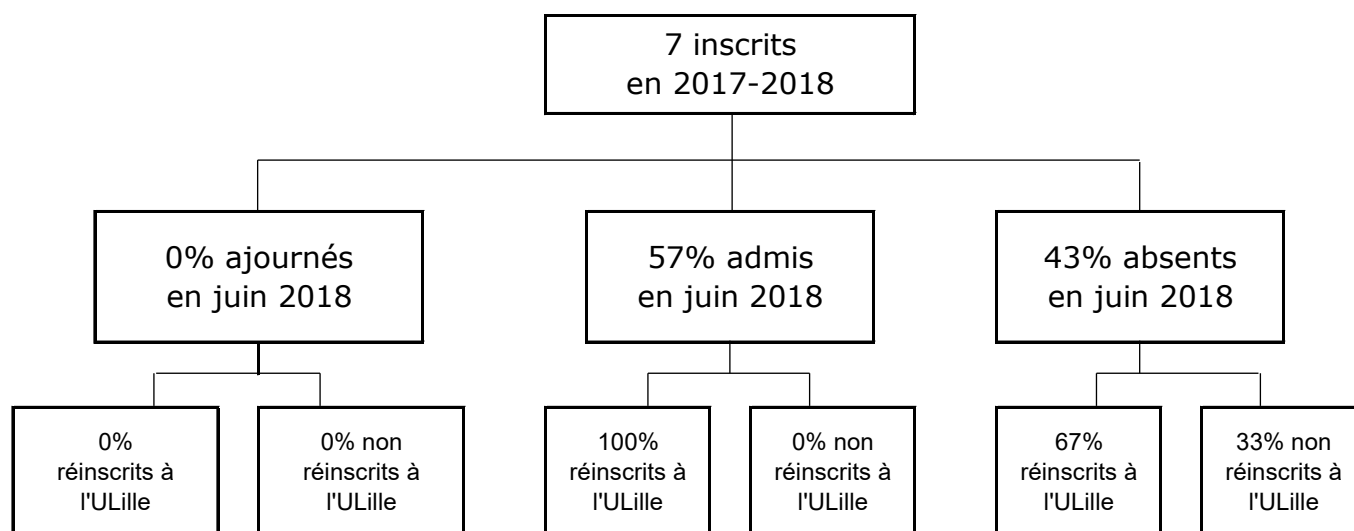 7 inscrits
en 2017-2018
0% ajournés
en juin 2018
57% admis
en juin 2018
43% absents
en juin 2018
0%
réinscrits à
l'ULille
0% non
réinscrits à
l'ULille
100%
réinscrits à
l'ULille
0% non
réinscrits à
l'ULille
67%
réinscrits à
l'ULille
33% non
réinscrits à
l'ULille